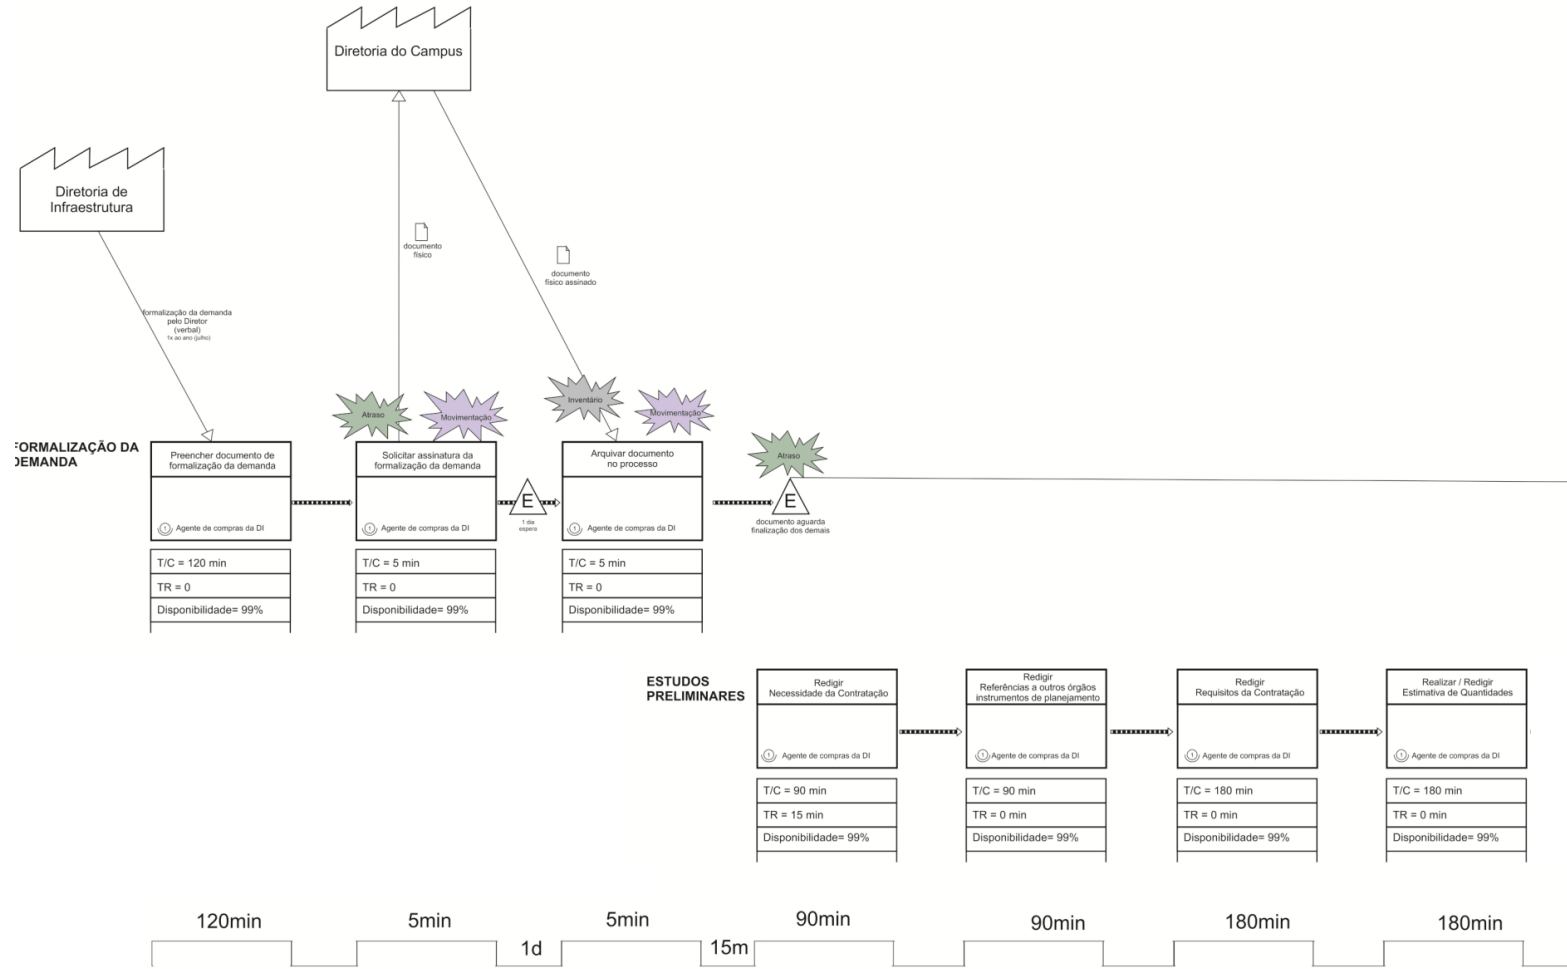 Diretoria do Campus
Diretoria de
Infraestrutura
documento
físico
documento
físico assinado
formalização da demanda
pelo Diretor
(verbal)
1x ao ano (julho)
Atraso
Movimentação
Inventário
Movimentação
Atraso
FORMALIZAÇÃO DA
DEMANDA
Preencher documento de
formalização da demanda
1
Agente de compras da DI
T/C = 120 min
TR = 0
Disponibilidade= 99%
Solicitar assinatura da
formalização da demanda
1
Agente de compras da DI
T/C = 5 min
TR = 0
Disponibilidade= 99%
E
1 dia
espera
Arquivar documento
no processo
1
Agente de compras da DI
T/C = 5 min
TR = 0
Disponibilidade= 99%
E
documento aguarda
finalização dos demais
ESTUDOS
PRELIMINARES
Redigir
Necessidade da Contratação
1
Agente de compras da DI
T/C = 90 min
TR = 15 min
Disponibilidade= 99%
Redigir
Referências a outros órgãos
instrumentos de planejamento
1
Agente de compras da DI
T/C = 90 min
TR = 0 min
Disponibilidade= 99%
Redigir
Requisitos da Contratação
1
Agente de compras da DI
T/C = 180 min
TR = 0 min
Disponibilidade= 99%
Realizar / Redigir
Estimativa de Quantidades
1
Agente de compras da DI
T/C = 180 min
TR = 0 min
Disponibilidade= 99%
120min
5min
1d
5min
15m
90min
90min
180min
180min